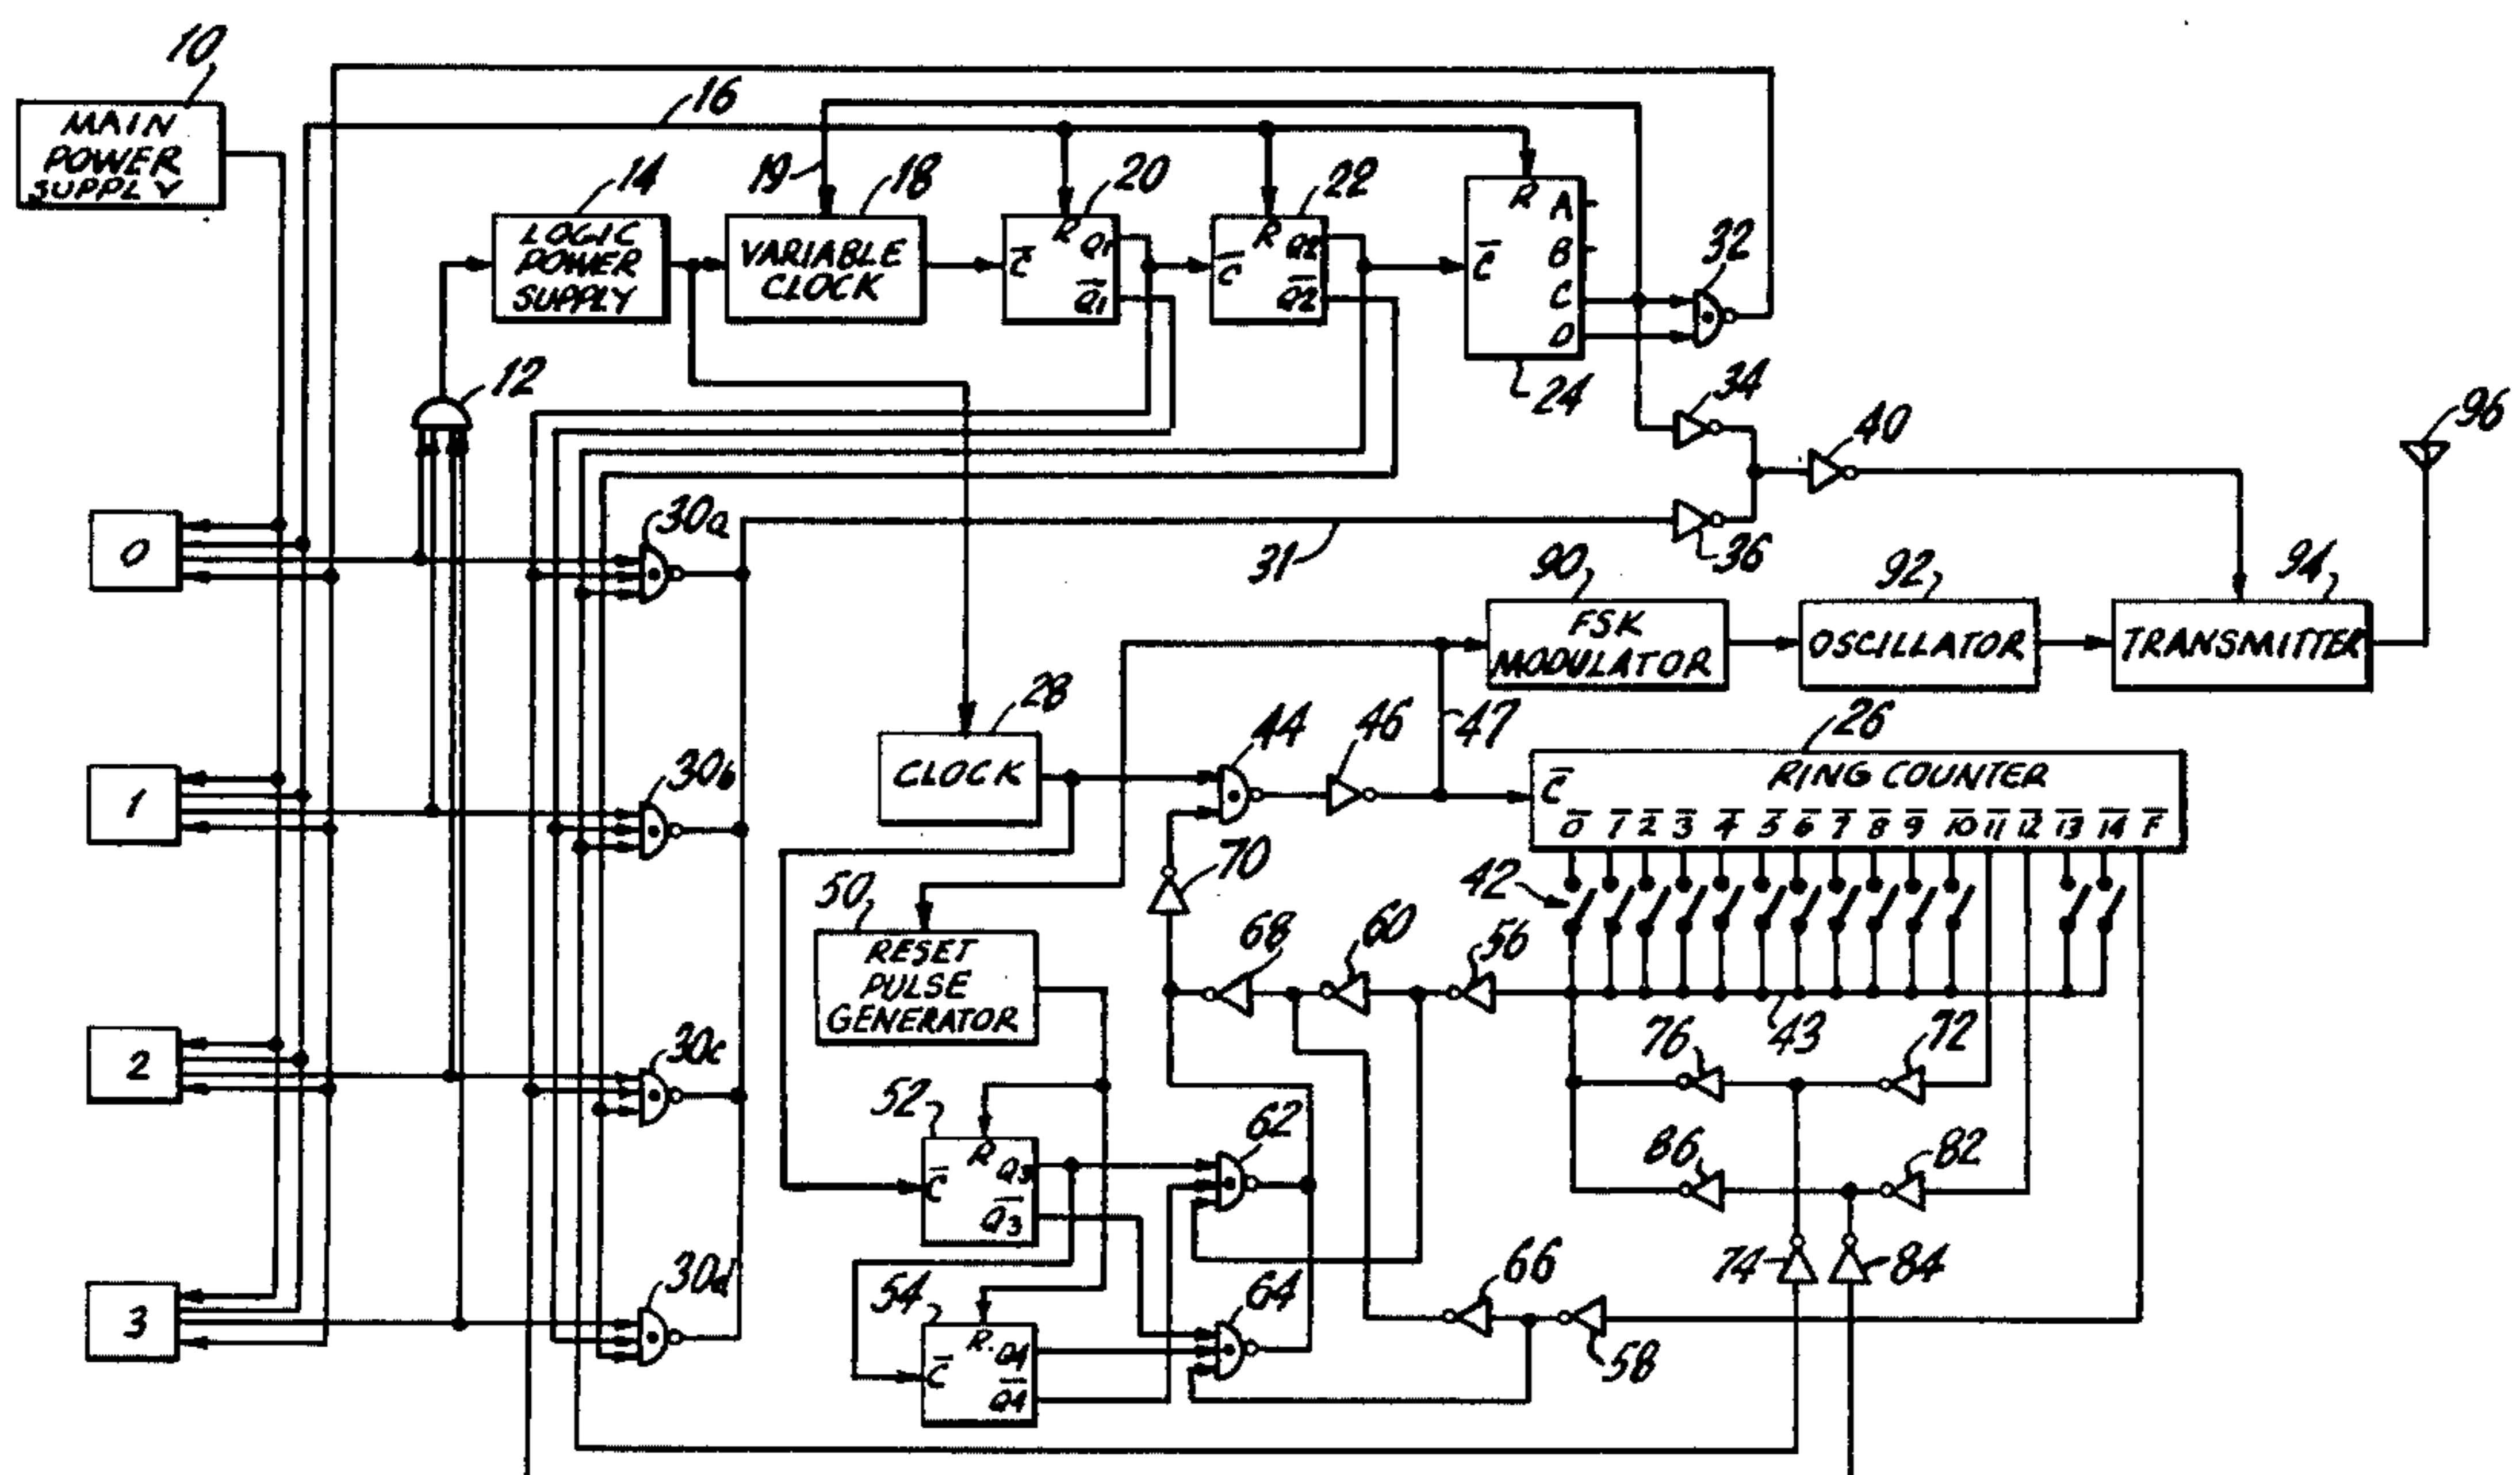 10
MAIN
POWER
SUPPLY
16
14
19
18
20
22
LOGIC
POWER
SUPPLY
VARIABLE
CLOCK
R Q1
C̅
Q̅1̅
R Q2
C̅
Q̅2̅
R A
B
C̅
C
D
32
12
24
34
40
96
0
30a
31
36
90
92
94
FSK
MODULATOR
OSCILLATOR
TRANSMITTER
28
44
46
47
26
1
30b
CLOCK
RING COUNTER
C̅
0̅ 1̅ 2̅ 3̅ 4̅ 5̅ 6̅ 7̅ 8̅ 9̅ 1̅0̅ 1̅1̅ 1̅2̅ 1̅3̅ 1̅4̅ F̅
70
42
50
RESET
PULSE
GENERATOR
68
60
56
43
76
72
2
30c
52
62
R Q3
C̅
Q̅3̅
86
82
3
30d
54
64
66
74
84
R Q4
C̅
Q̅4̅
58